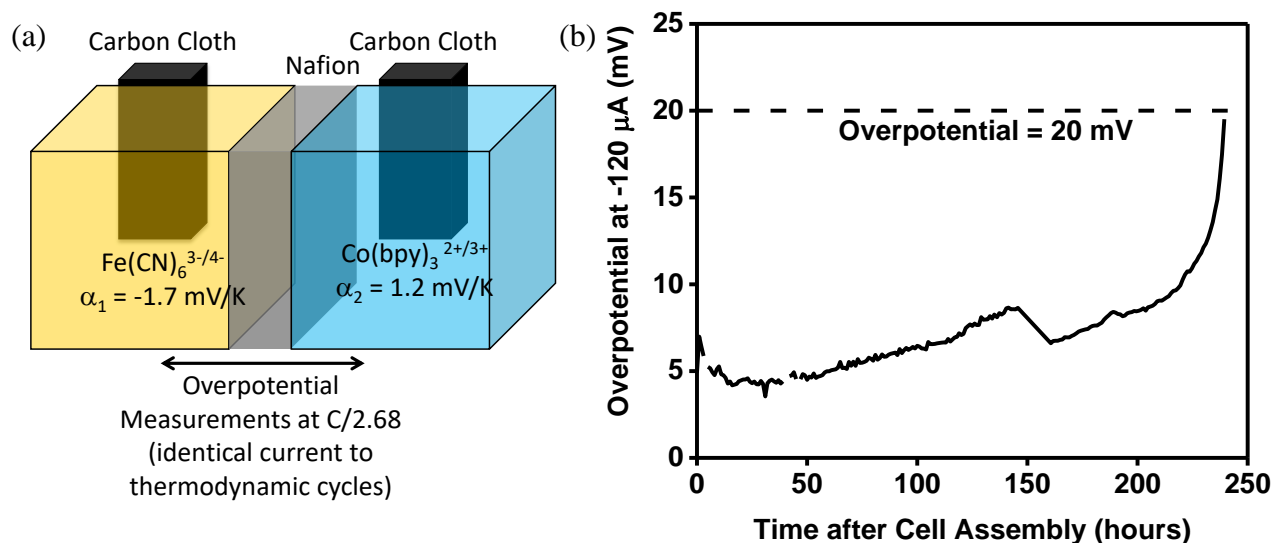 (a)
Carbon Cloth
Carbon Cloth
Nafion
Fe(CN)₆³⁻/⁴⁻
α₁ = -1.7 mV/K
Co(bpy)₃ ²⁺/³⁺
α₂ = 1.2 mV/K
Overpotential
Measurements at C/2.68
(identical current to
thermodynamic cycles)
(b)
Overpotential at -120 μA (mV)
25
20
15
10
5
0
Overpotential = 20 mV
0 50 100 150 200 250
Time after Cell Assembly (hours)